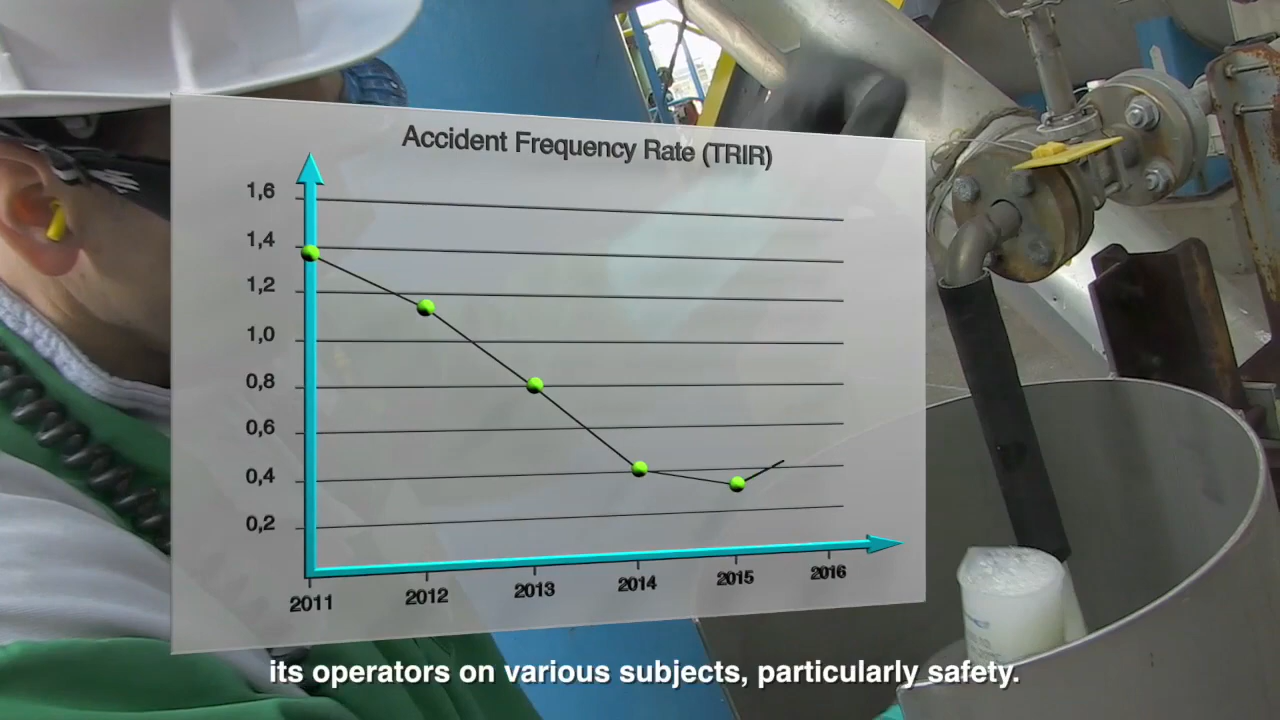 Accident Frequency Rate (TRIR)
1,6
1,4
1,2
1,0
0,8
0,6
0,4
0,2
2011 2012 2013 2014 2015 2016
its operators on various subjects, particularly safety.